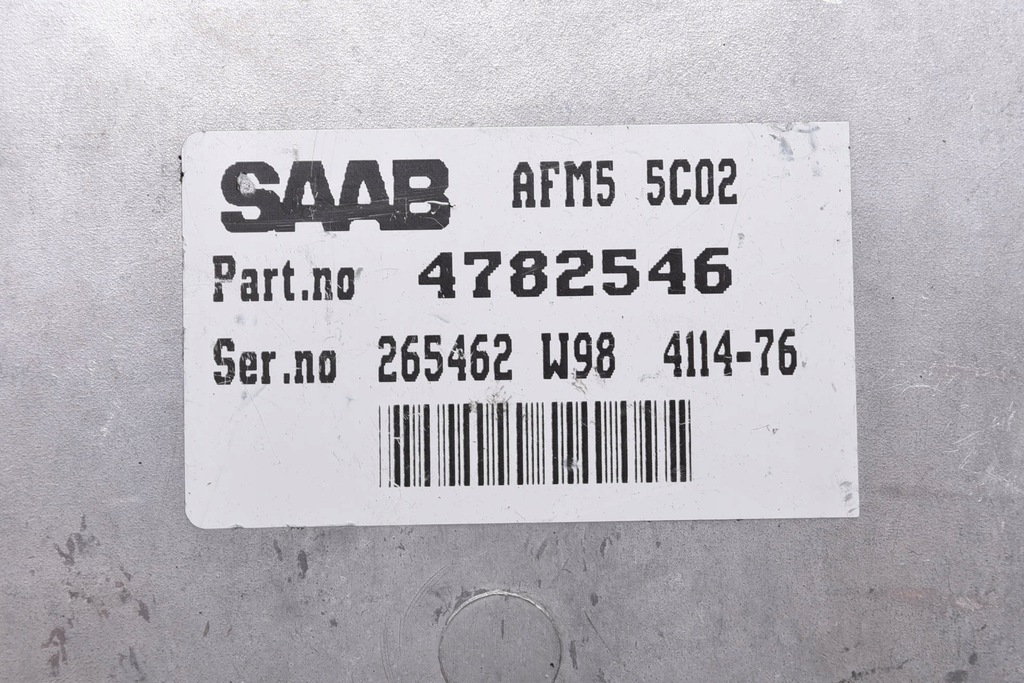 SAAB AFM5 5C02
Part.no 4782546
Ser.no 265462 W98 4114-76